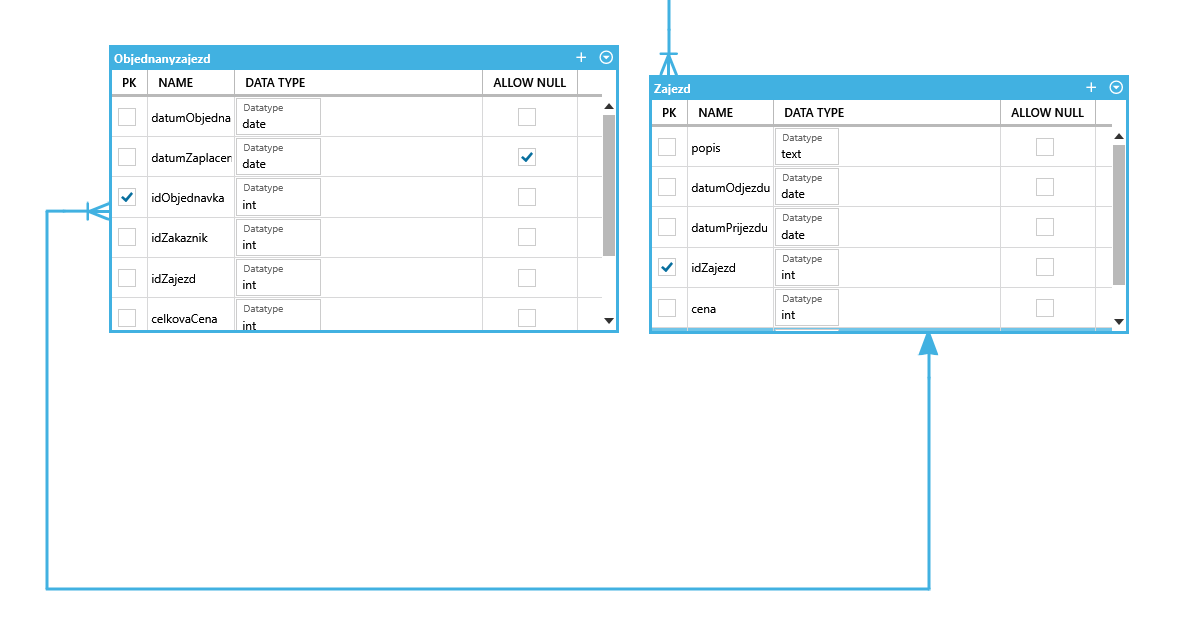 Objednanyzajezd
PK NAME DATA TYPE ALLOW NULL
datumObjedna Datatype date
datumZaplacen Datatype date
idObjednavka Datatype int
idZakaznik Datatype int
idZajezd Datatype int
celkovaCena Datatype int
Zajezd
PK NAME DATA TYPE ALLOW NULL
popis Datatype text
datumOdjezdu Datatype date
datumPrijezdu Datatype date
idZajezd Datatype int
cena Datatype int